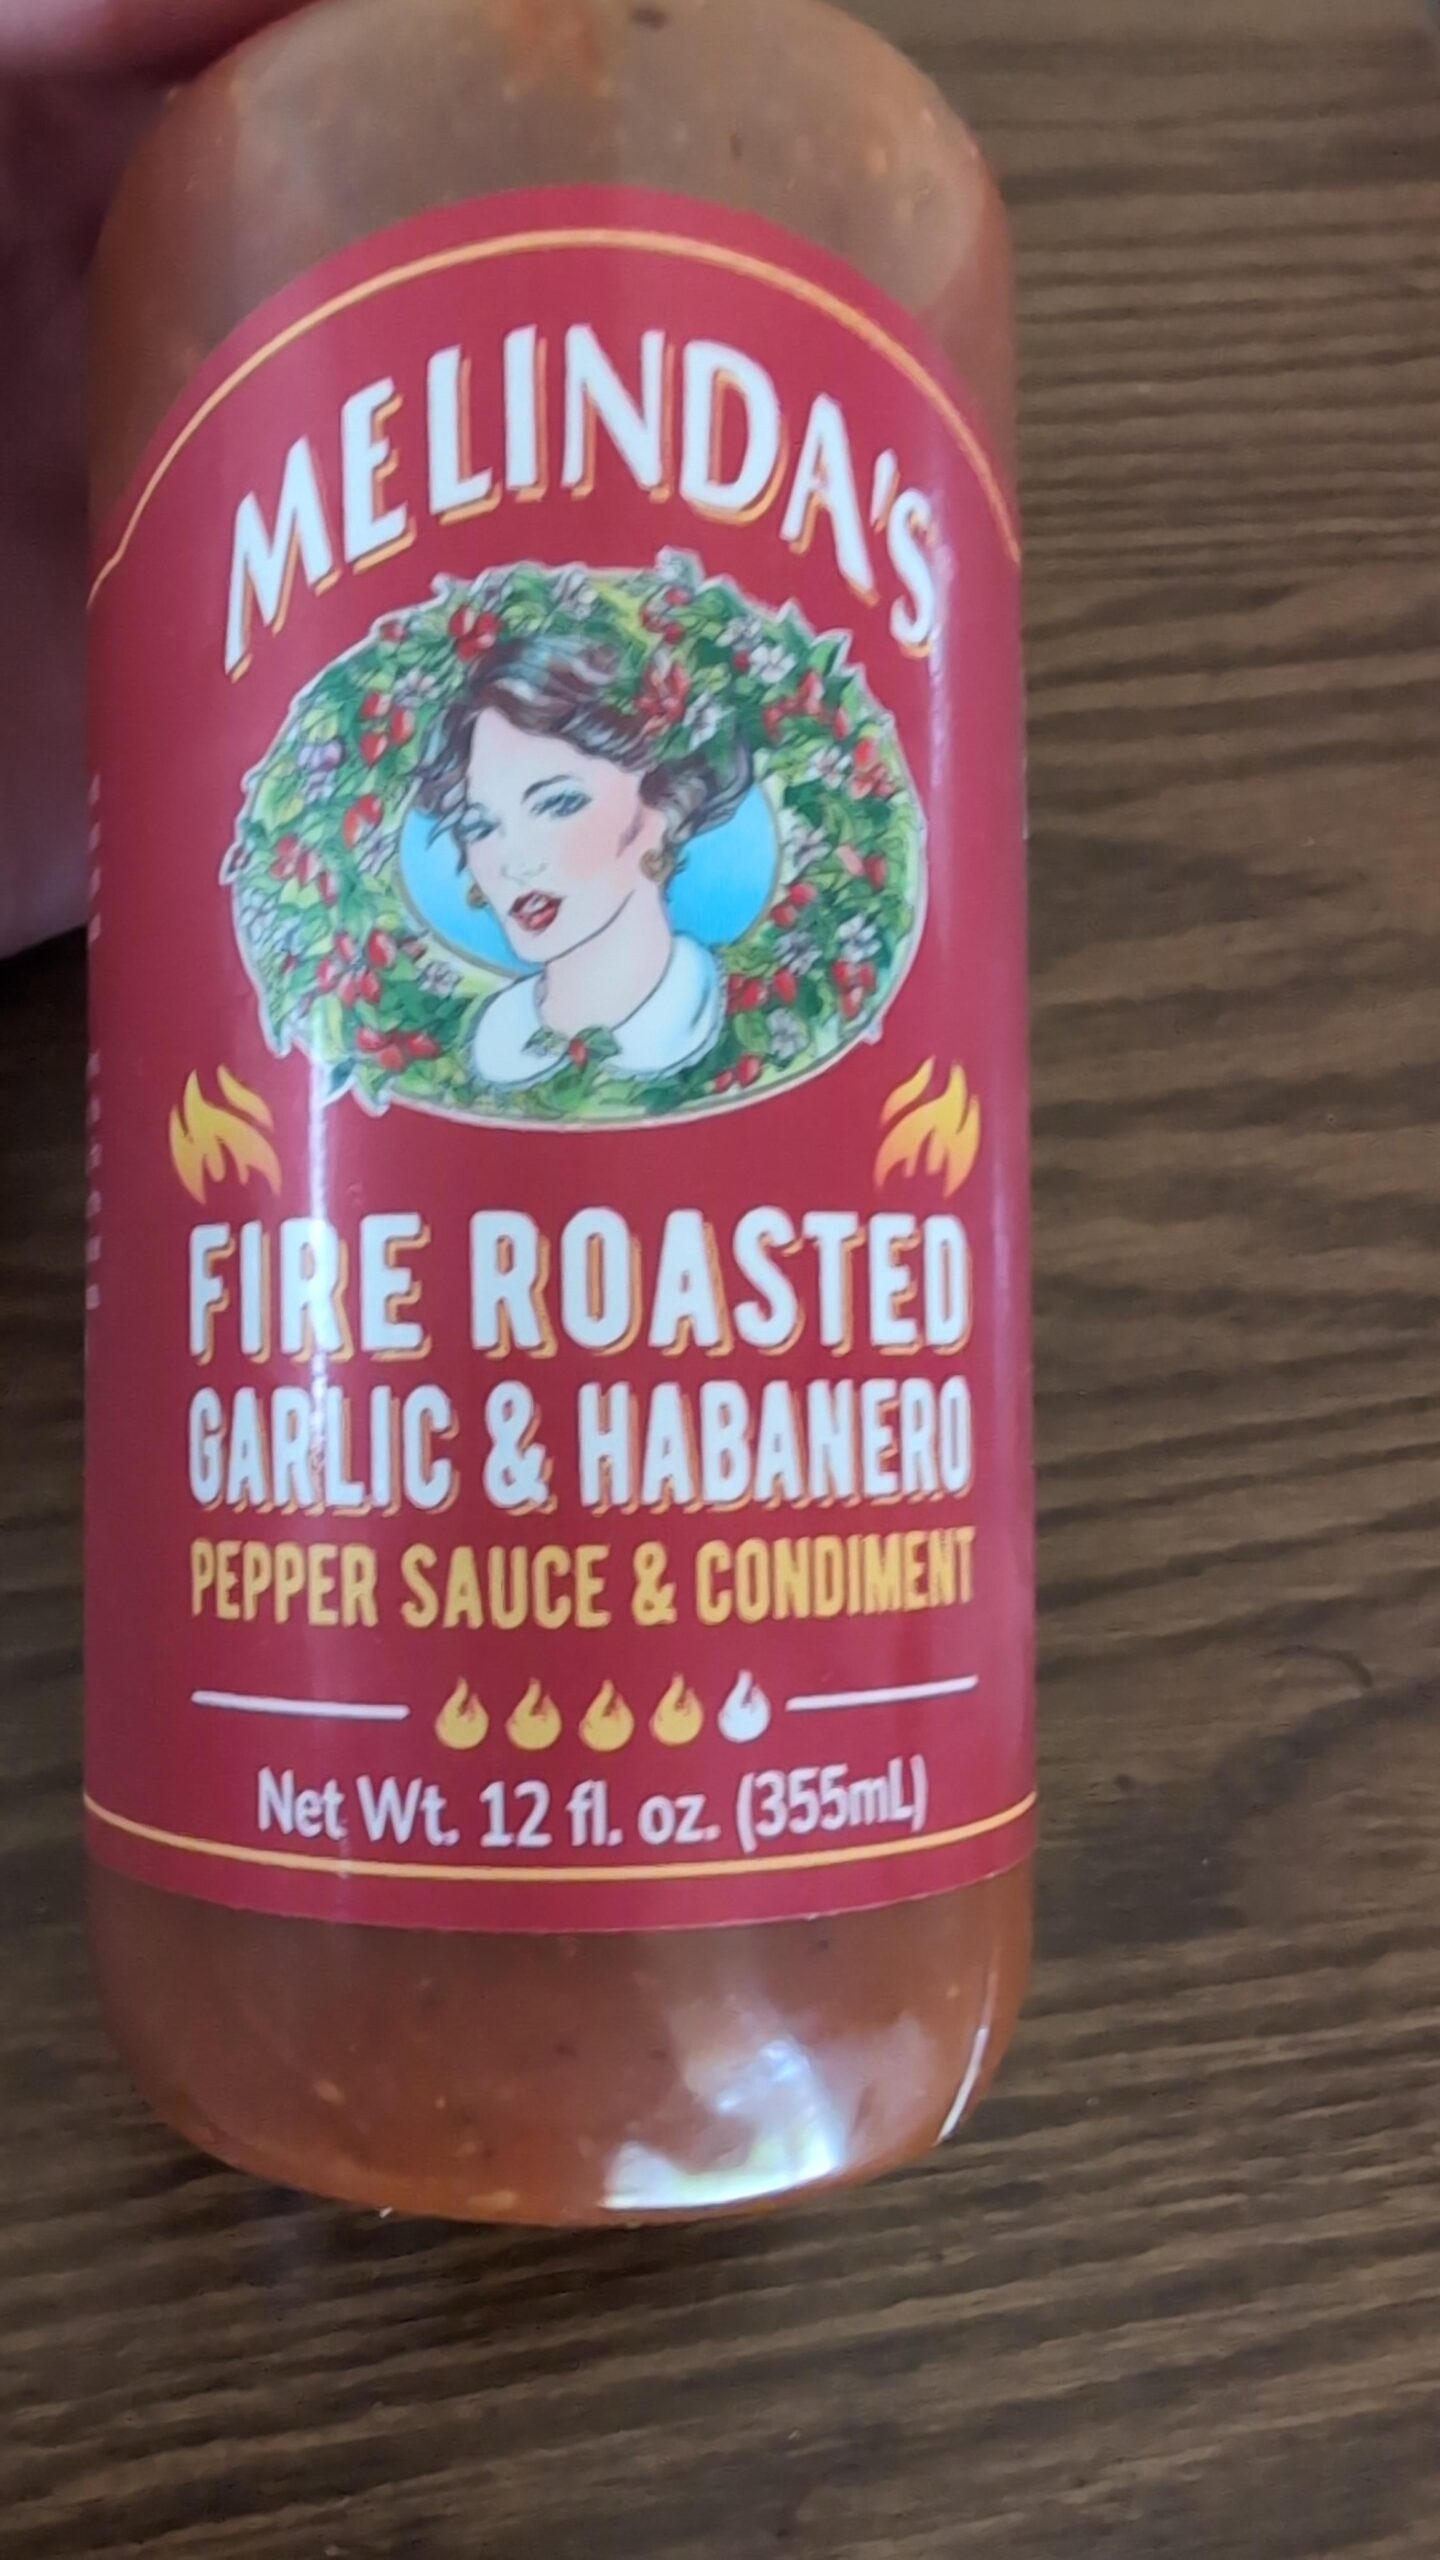 MELINDA'S
FIRE ROASTED
GARLIC & HABANERO
PEPPER SAUCE & CONDIMENT
Net Wt. 12 fl. oz. (355mL)